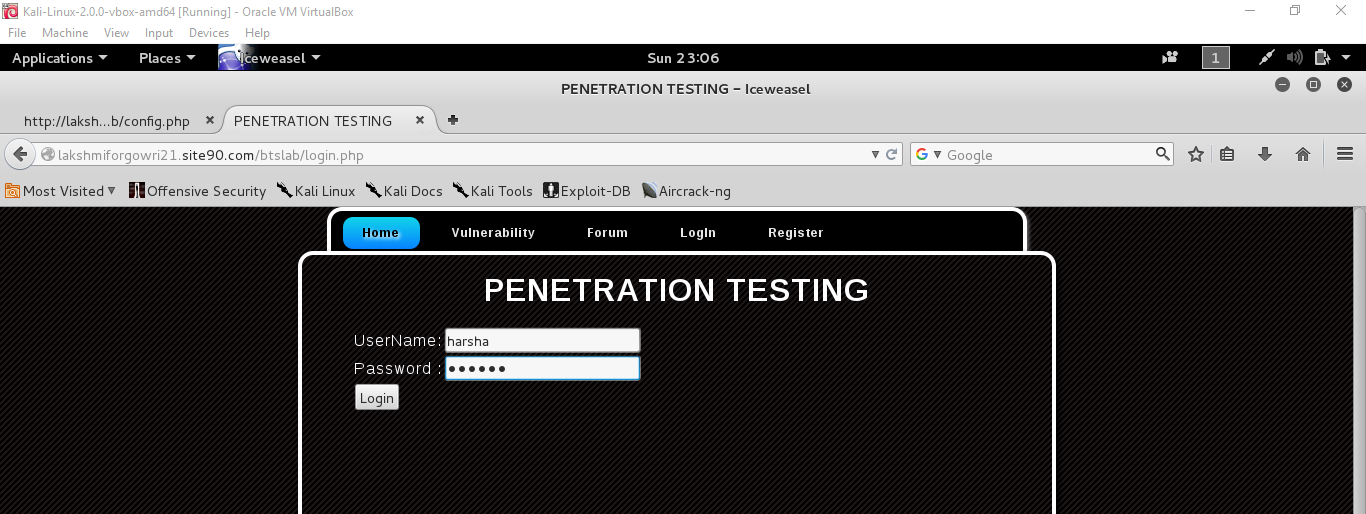 Kali-Linux-2.0.0-vbox-amd64 [Running] - Oracle VM VirtualBox
File Machine View Input Devices Help
Applications Places Iceweasel Sun 23:06 1
PENETRATION TESTING - Iceweasel
http://laksh...b/config.php PENETRATION TESTING
lakshmiforgowri21.site90.com/btslab/login.php Google
Most Visited Offensive Security Kali Linux Kali Docs Kali Tools Exploit-DB Aircrack-ng
Home Vulnerability Forum LogIn Register
PENETRATION TESTING
UserName: harsha
Password : ●●●●●●
Login